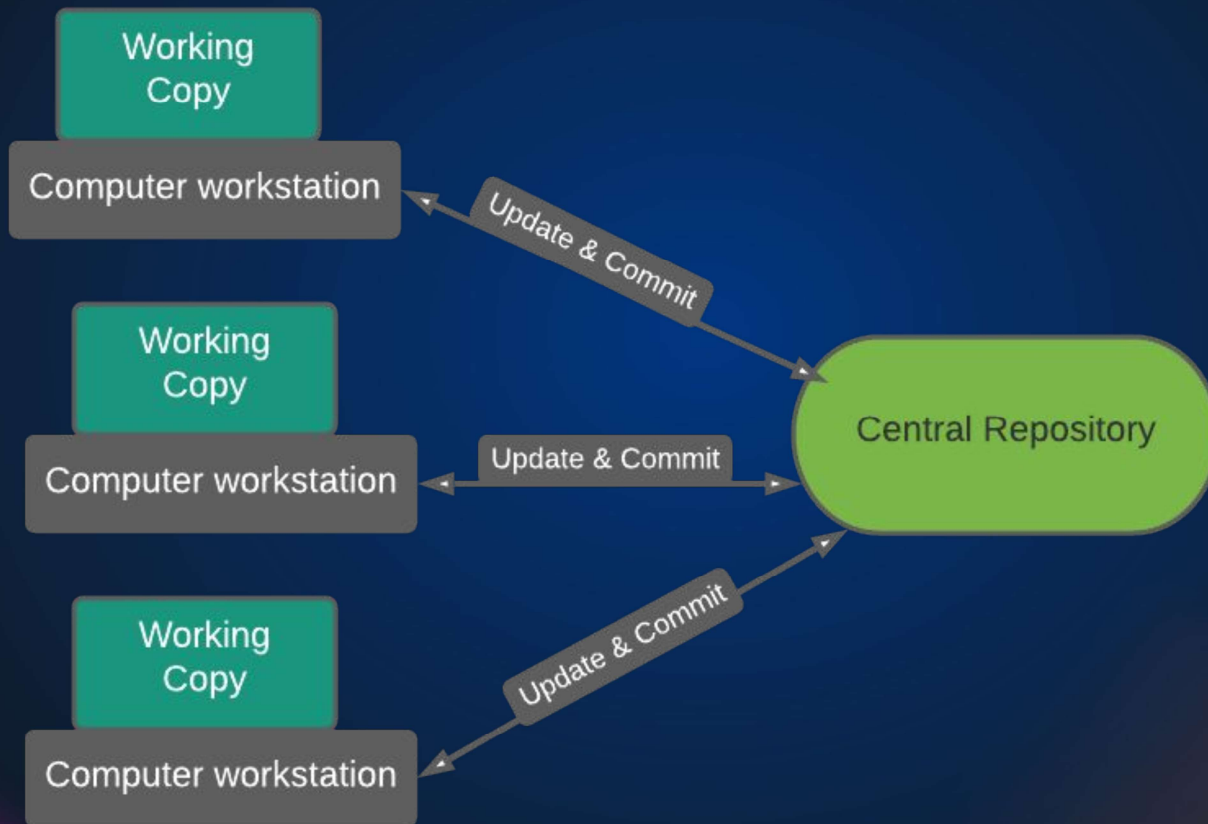 Working
Copy
Computer workstation
Update & Commit
Working
Copy
Computer workstation
Update & Commit
Central Repository
Working
Copy
Computer workstation
Update & Commit